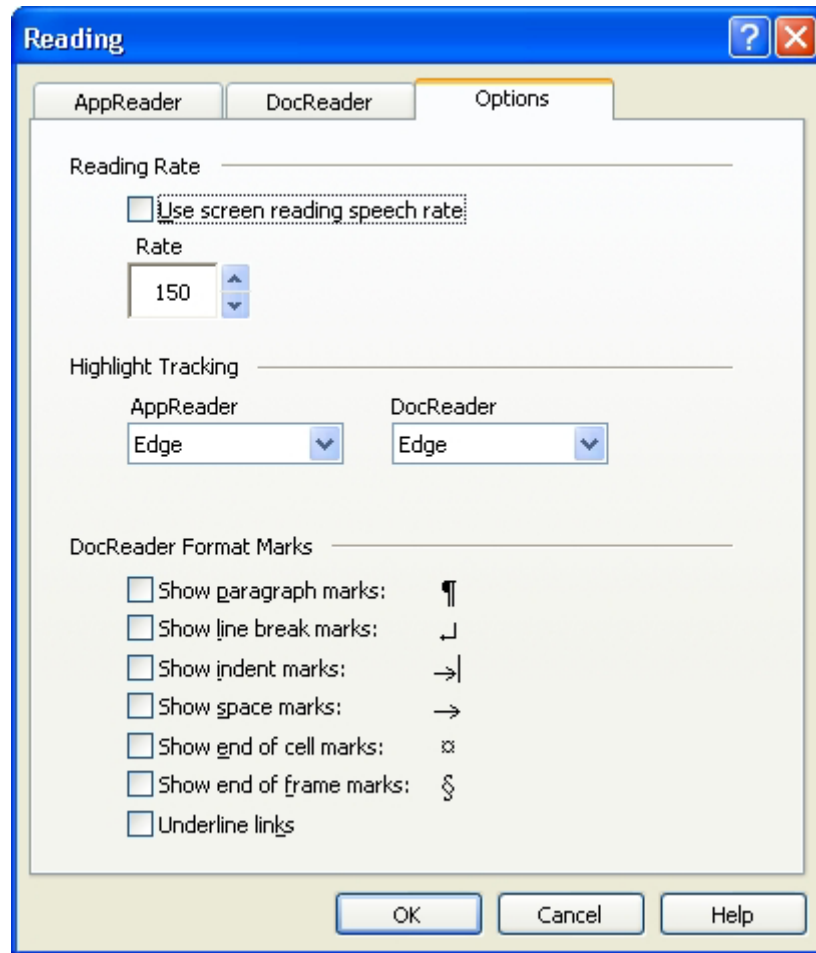 Reading
AppReader DocReader Options
Reading Rate
Use screen reading speech rate
Rate
150
Highlight Tracking
AppReader DocReader
Edge Edge
DocReader Format Marks
Show paragraph marks: ¶
Show line break marks: ↵
Show indent marks: →|
Show space marks: →
Show end of cell marks: ¤
Show end of frame marks: §
Underline links
OK Cancel Help